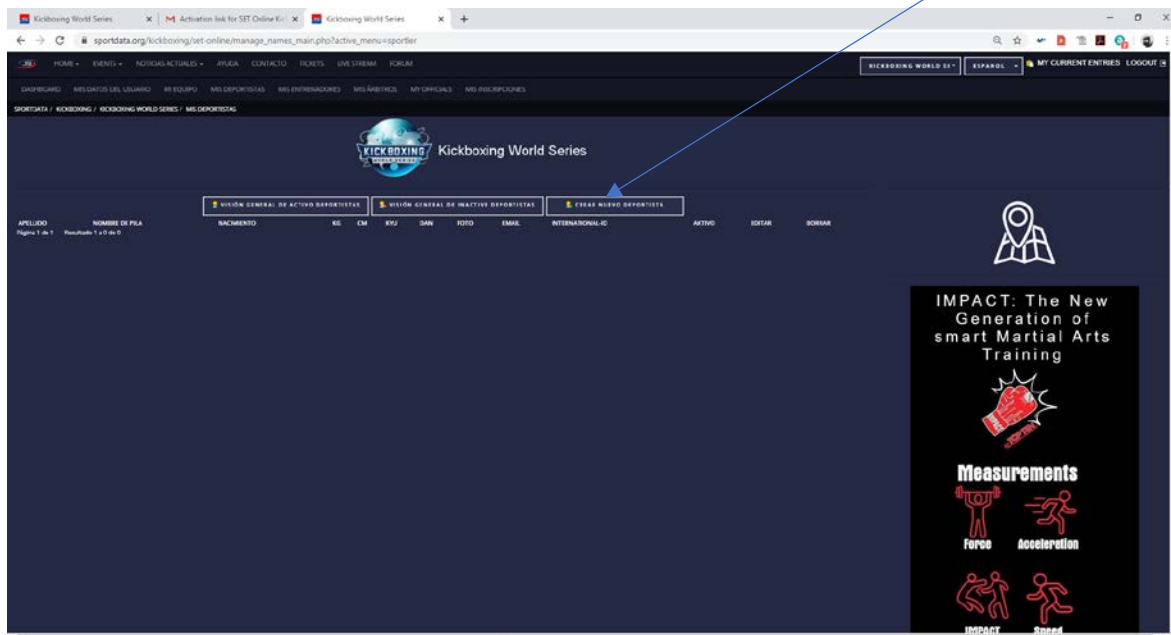 Kickboxing World Series
Activation link for SET Online Kic
Kickboxing World Series
sportdata.org/kickboxing/set-online/manage_names_main.php?active_menu=sportler
HOME EVENTS NOTICIAS ACTUALES AYUDA CONTACTO TICKETS LIVESTREAM FORUM
KICKBOXING WORLD SE ESPAÑOL MY CURRENT ENTRIES LOGOUT
DASHBOARD MIS DATOS DEL USUARIO MI EQUIPO MIS DEPORTISTAS MIS ENTRENADORES MIS ÁRBITROS MY OFFICIALS MIS INSCRIPCIONES
SPORTDATA / KICKBOXING / KICKBOXING WORLD SERIES / MIS DEPORTISTAS
KICKBOXING
WORLD SERIES
Kickboxing World Series
VISIÓN GENERAL DE ACTIVO DEPORTISTAS VISIÓN GENERAL DE INACTIVE DEPORTISTAS CREAR NUEVO DEPORTISTA
APELLIDO NOMBRE DE PILA NACIMIENTO KG CM KYU DAN FOTO EMAIL INTERNATIONAL-ID AKTIVO EDITAR BORRAR
Página 1 de 1 Resultado 1 a 0 de 0
IMPACT: The New
Generation of
smart Martial Arts
Training
TOP TEN
Measurements
Force Acceleration
IMPACT Speed